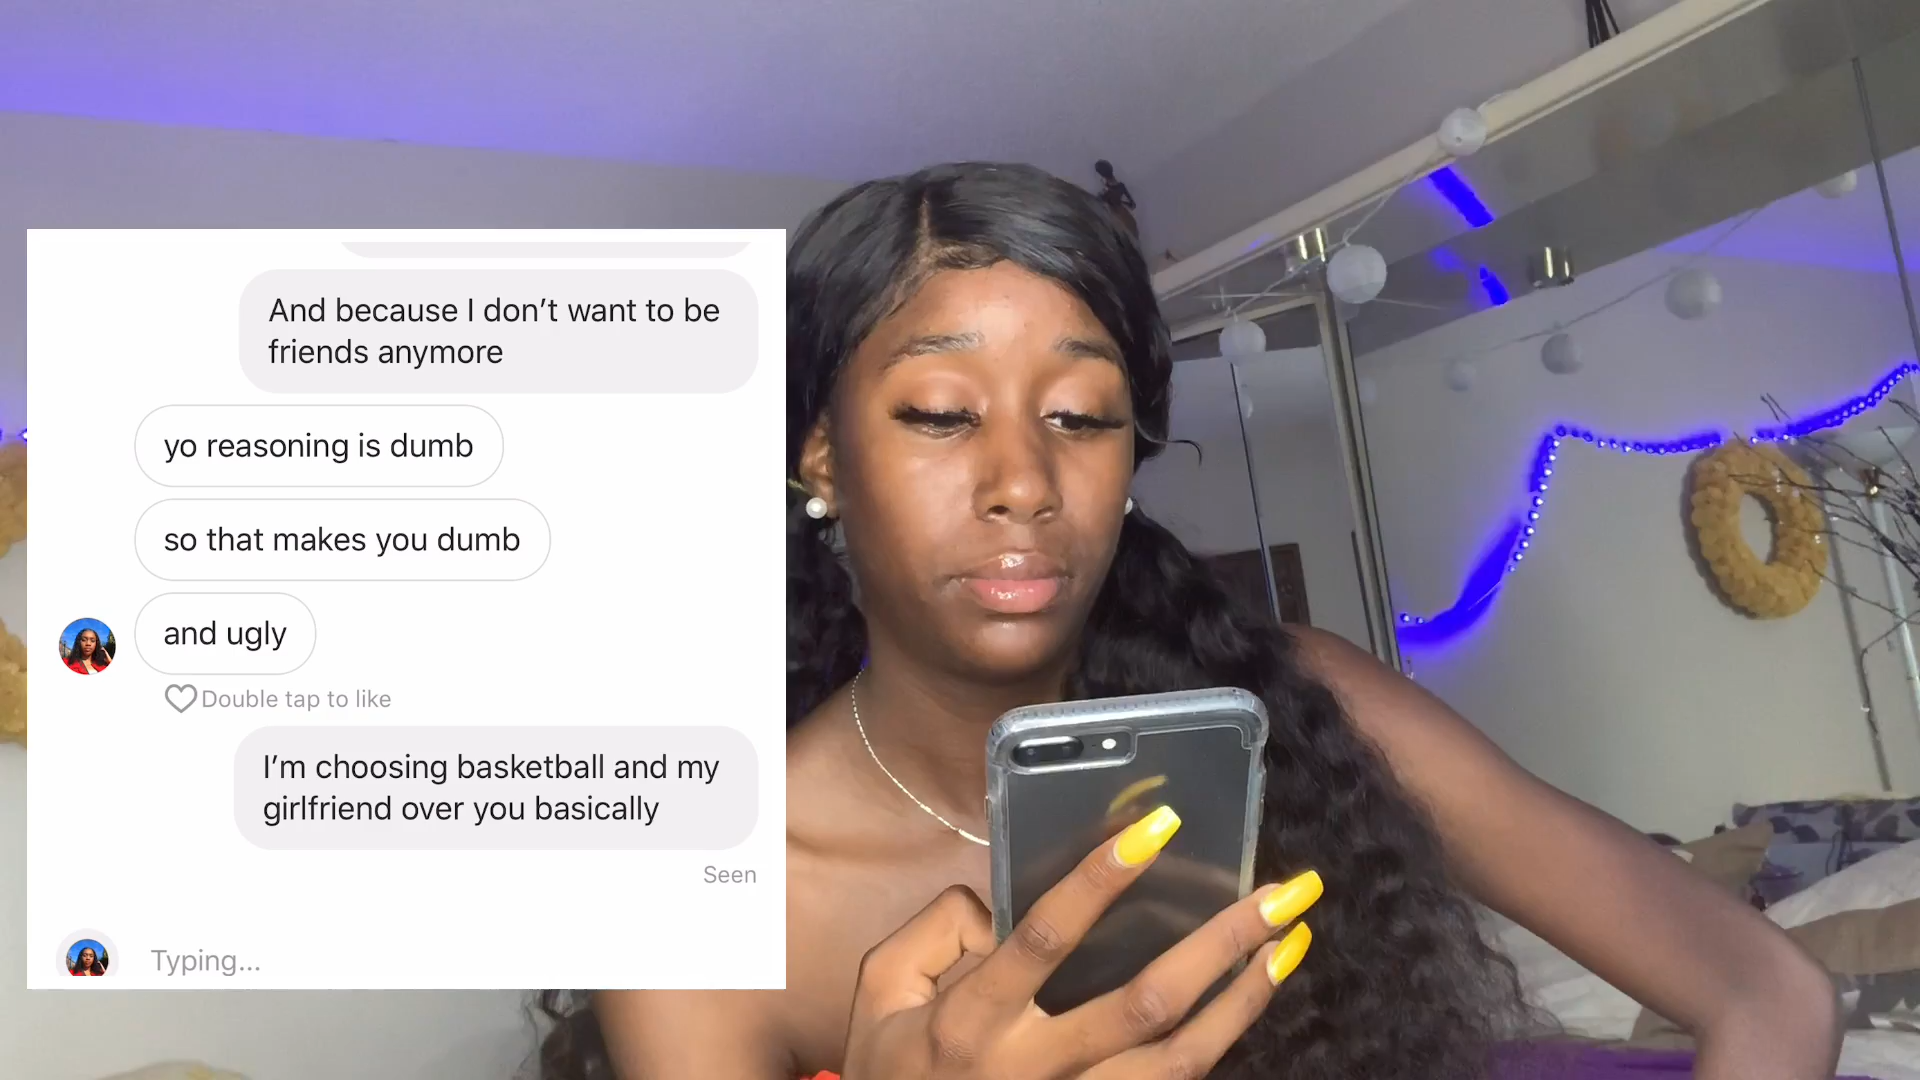 And because I don’t want to be
friends anymore
yo reasoning is dumb
so that makes you dumb
and ugly
Double tap to like
I’m choosing basketball and my
girlfriend over you basically
Seen
Typing...